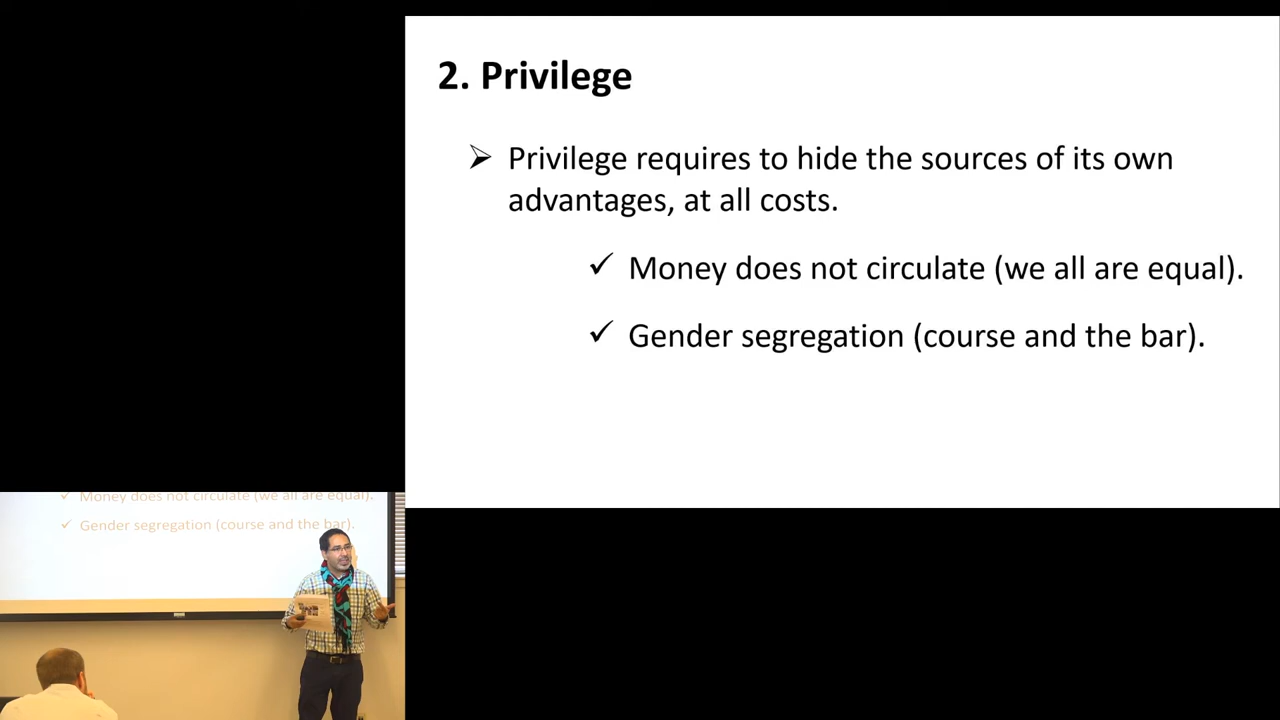 2. Privilege
➢ Privilege requires to hide the sources of its own
advantages, at all costs.
✓ Money does not circulate (we all are equal).
✓ Gender segregation (course and the bar).
✓ Money does not circulate (we all are equal).
✓ Gender segregation (course and the bar).